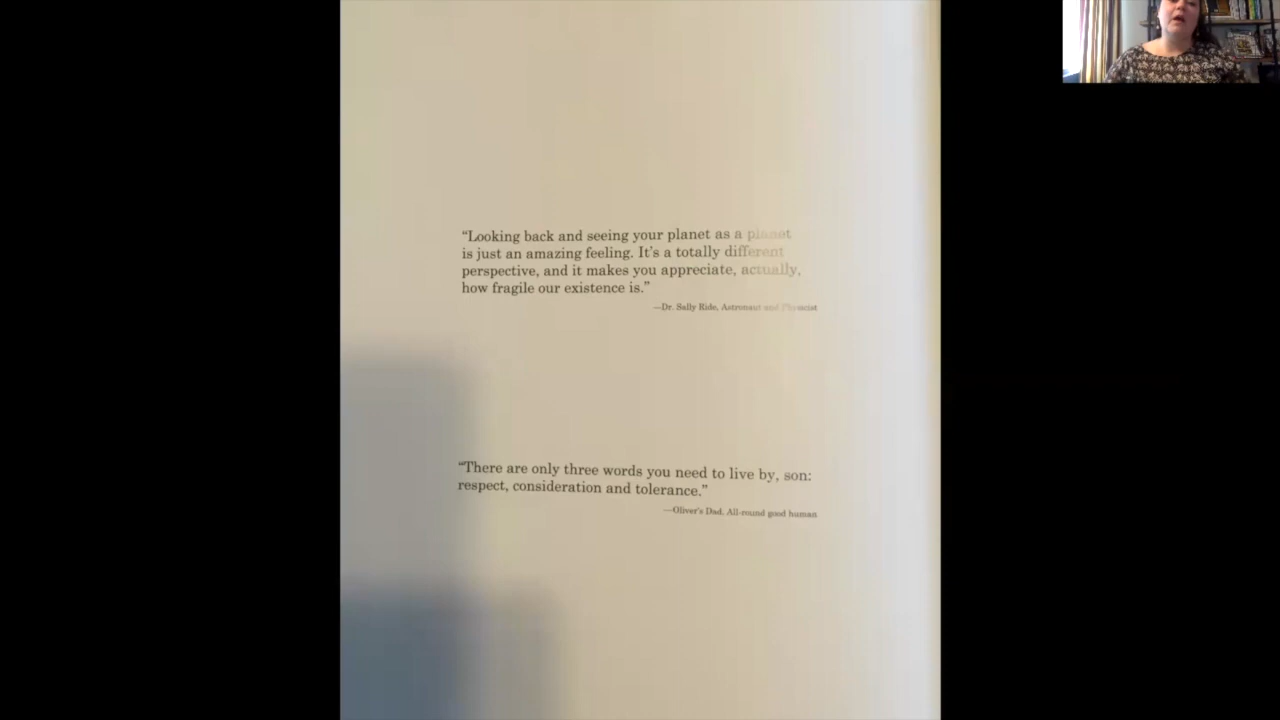 “Looking back and seeing your planet as a planet
is just an amazing feeling. It’s a totally different
perspective, and it makes you appreciate, actually,
how fragile our existence is.”
—Dr. Sally Ride, Astronaut and Physicist
“There are only three words you need to live by, son:
respect, consideration and tolerance.”
—Oliver’s Dad, All-round good human